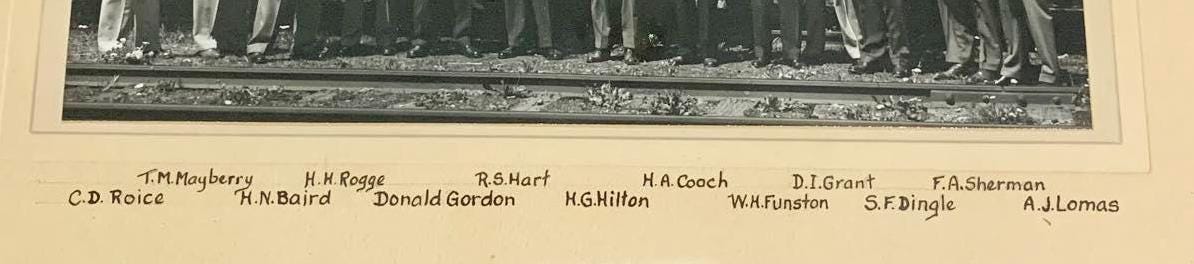 T.M.Mayberry H.H.Rogge R.S.Hart H.A.Cooch D.I.Grant F.A.Sherman
C.D. Roice H.N.Baird Donald Gordon H.G.Hilton W.H.Funston S.F.Dingle A.J.Lomas